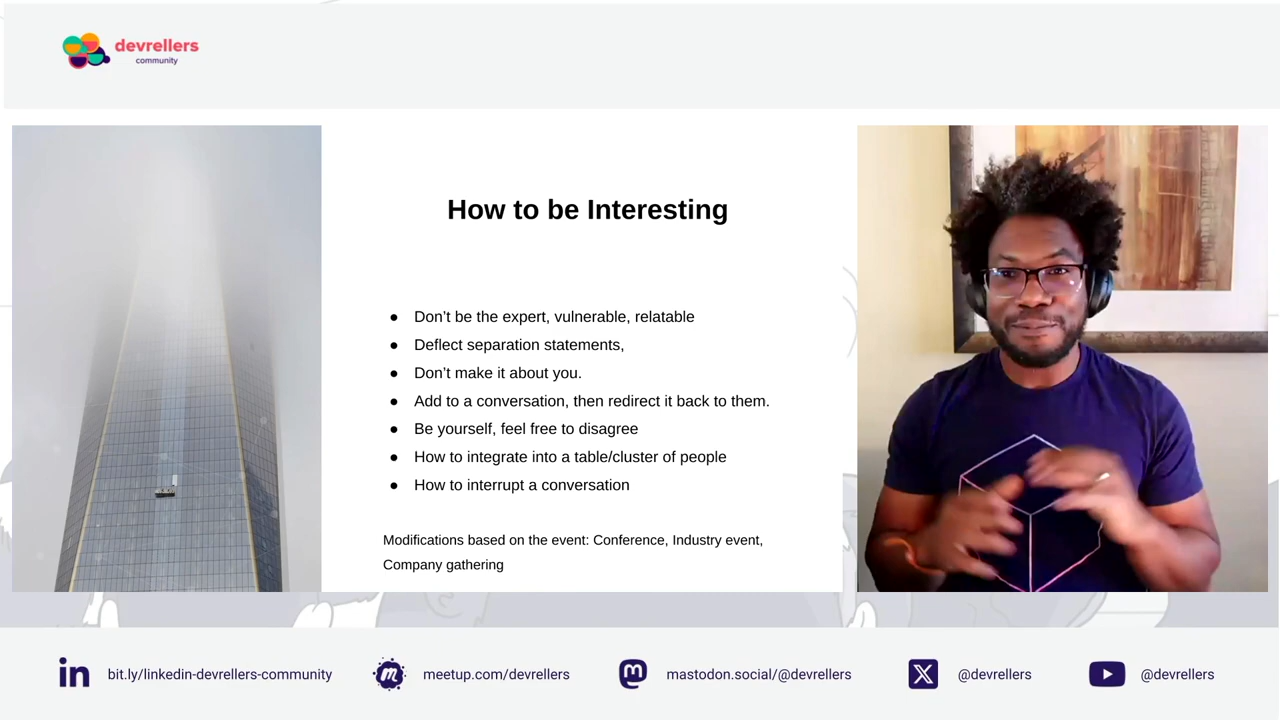 devrellers
community
How to be Interesting
● Don’t be the expert, vulnerable, relatable
● Deflect separation statements,
● Don’t make it about you.
● Add to a conversation, then redirect it back to them.
● Be yourself, feel free to disagree
● How to integrate into a table/cluster of people
● How to interrupt a conversation
Modifications based on the event: Conference, Industry event,
Company gathering
bit.ly/linkedin-devrellers-community
meetup.com/devrellers
mastodon.social/@devrellers
@devrellers
@devrellers